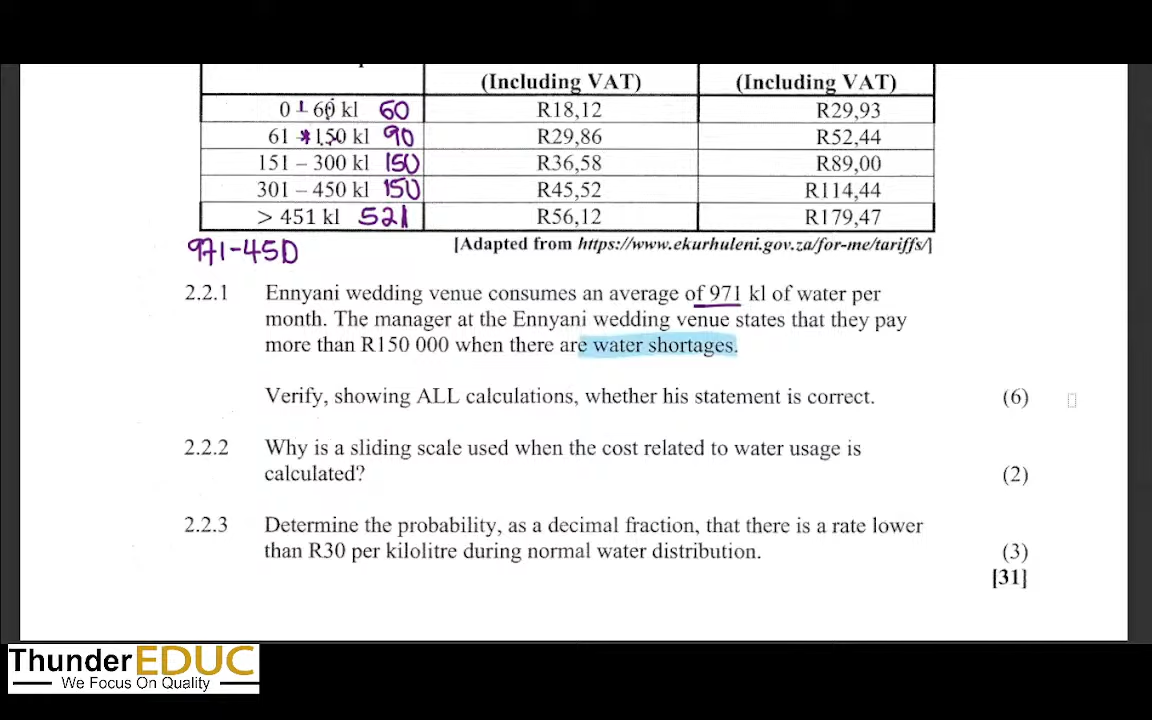 (Including VAT) (Including VAT)
0 - 60 kl 60 R18,12 R29,93
61 - 150 kl 90 R29,86 R52,44
151 – 300 kl 150 R36,58 R89,00
301 – 450 kl 150 R45,52 R114,44
> 451 kl 521 R56,12 R179,47
971-450 [Adapted from https://www.ekurhuleni.gov.za/for-me/tariffs/]
2.2.1 Ennyani wedding venue consumes an average of 971 kl of water per
month. The manager at the Ennyani wedding venue states that they pay
more than R150 000 when there are water shortages.
Verify, showing ALL calculations, whether his statement is correct. (6)
2.2.2 Why is a sliding scale used when the cost related to water usage is
calculated? (2)
2.2.3 Determine the probability, as a decimal fraction, that there is a rate lower
than R30 per kilolitre during normal water distribution. (3)
[31]
ThunderEDUC
We Focus On Quality